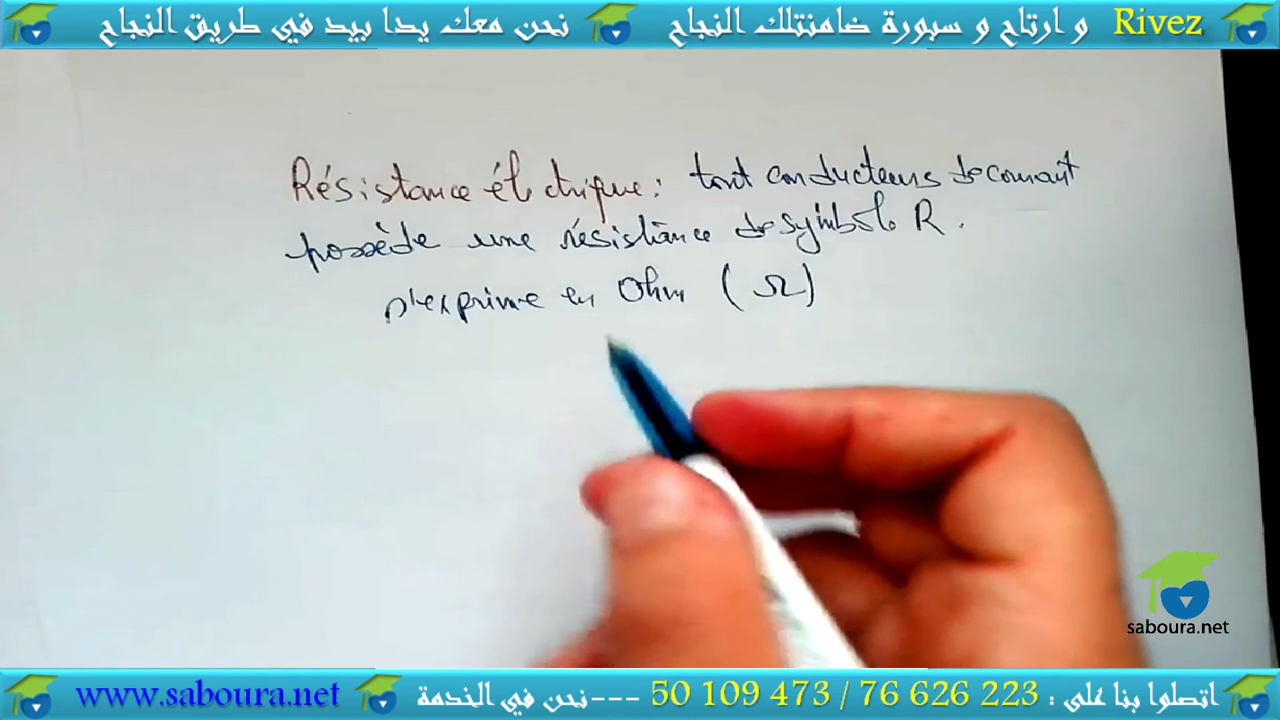 Rivez و ارتاح و سبورة ضامنتلك النجاح نحن معك يدا بيد في طريق النجاح
Résistance électrique : tout conducteurs de courant
possède une résistance de symbole R .
s'exprime en Ohm (Ω)
saboura.net
اتصلوا بنا على : 50 109 473 / 76 626 223 ---نحن في الخدمة www.saboura.net